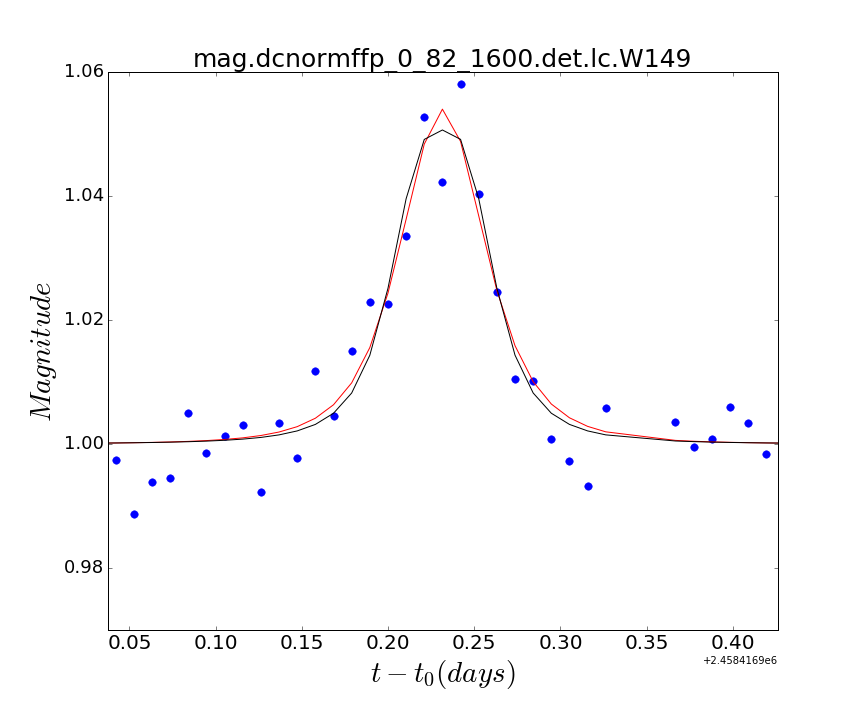 mag.dcnormffp_0_82_1600.det.lc.W149
1.06
1.04
1.02
1.00
0.98
Magnitude
0.05 0.10 0.15 0.20 0.25 0.30 0.35 0.40
+2.4584169e6
t − t₀(days)